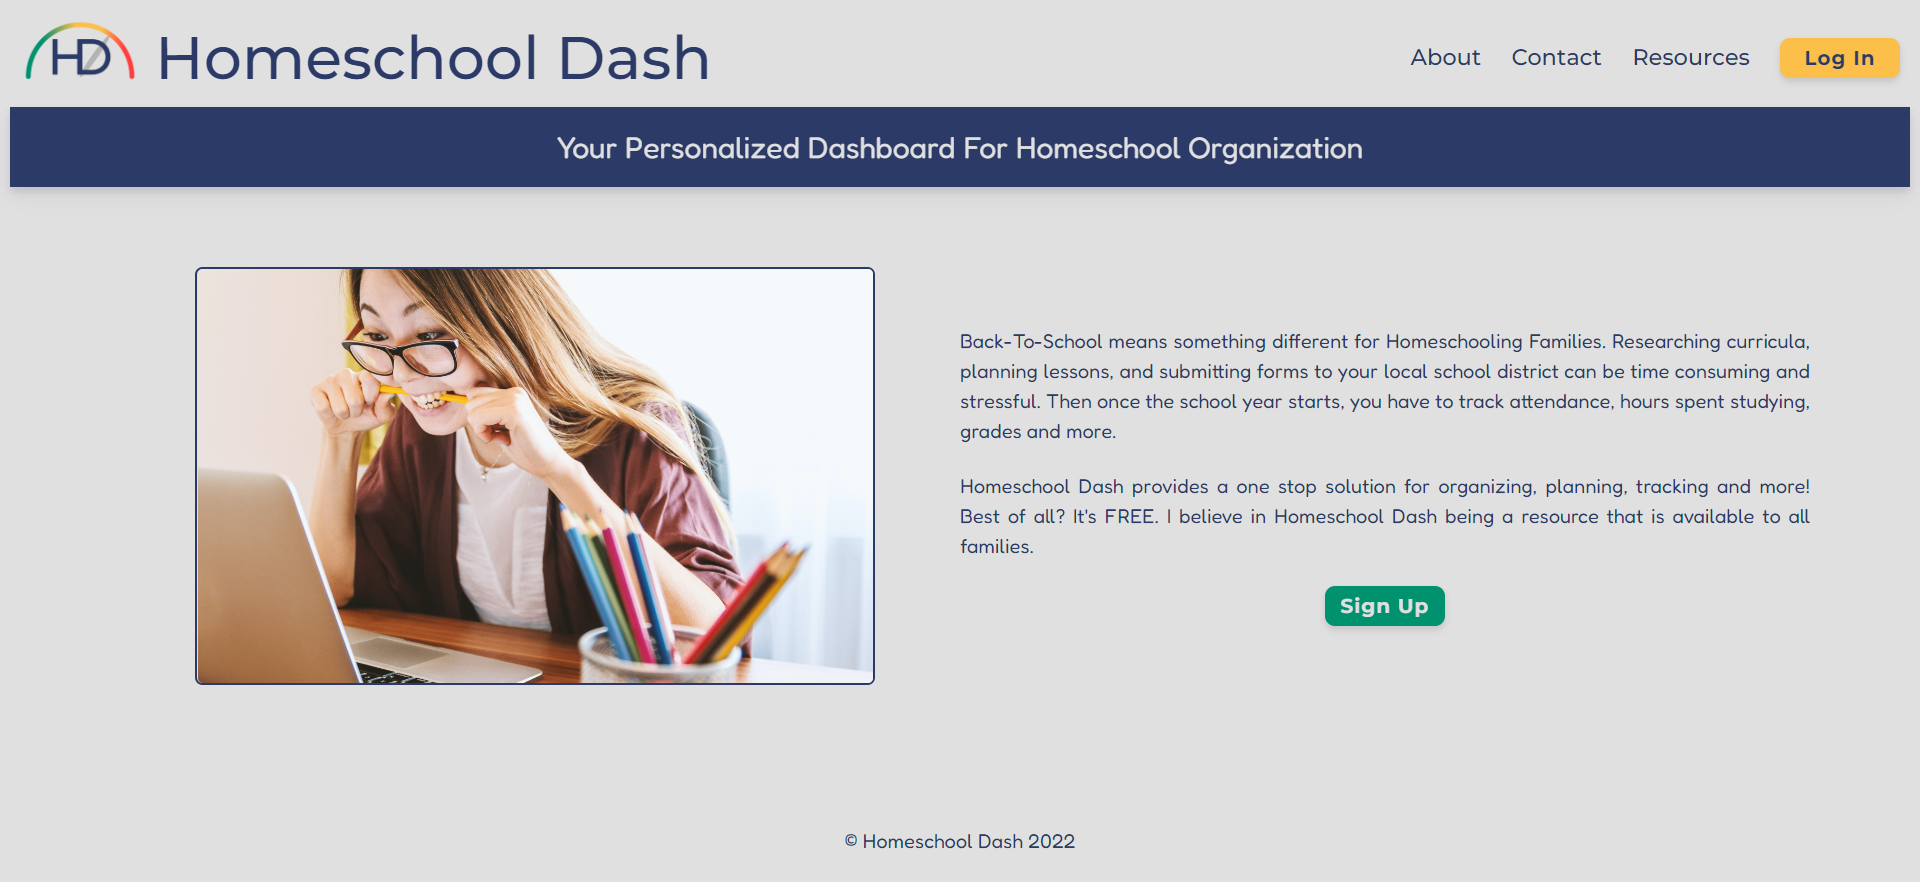 HD Homeschool Dash
About Contact Resources Log In
Your Personalized Dashboard For Homeschool Organization
Back-To-School means something different for Homeschooling Families. Researching curricula,
planning lessons, and submitting forms to your local school district can be time consuming and
stressful. Then once the school year starts, you have to track attendance, hours spent studying,
grades and more.
Homeschool Dash provides a one stop solution for organizing, planning, tracking and more!
Best of all? It's FREE. I believe in Homeschool Dash being a resource that is available to all
families.
Sign Up
© Homeschool Dash 2022